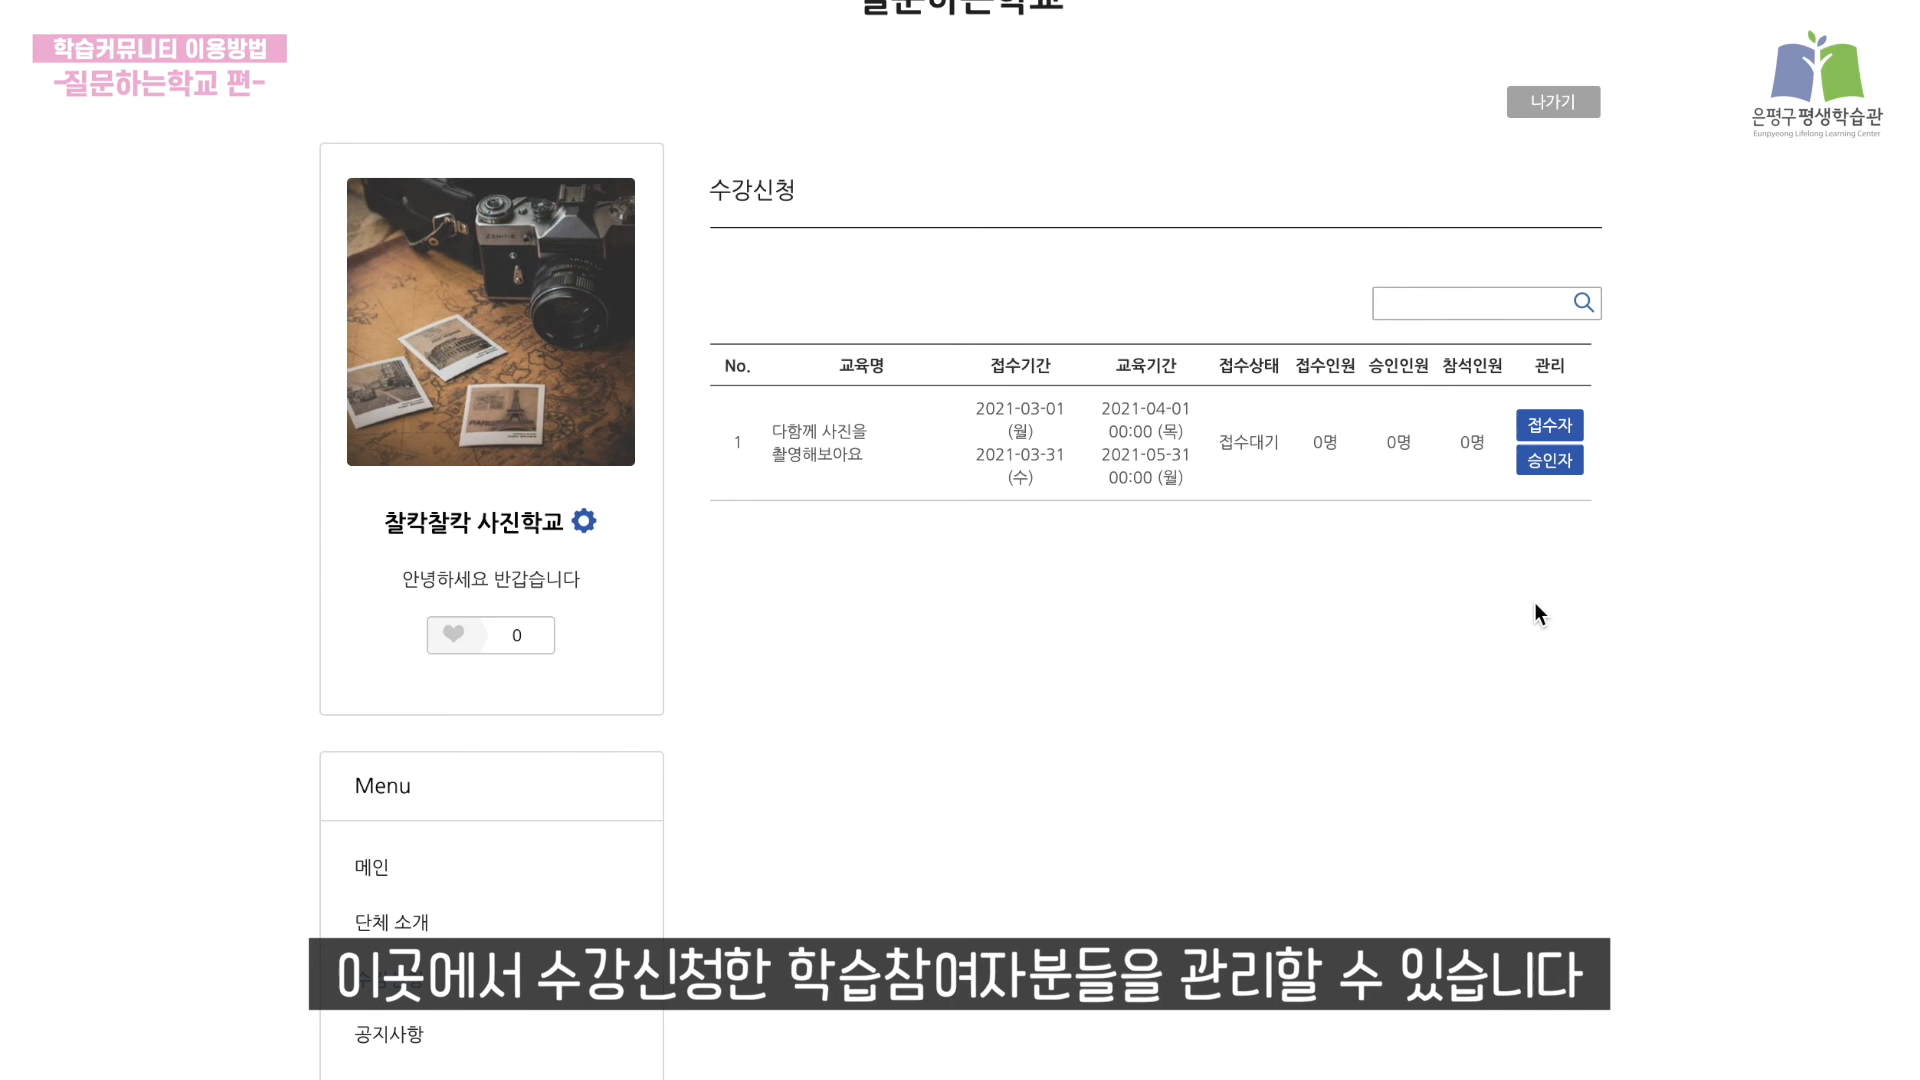 질문하는학교
학습커뮤니티 이용방법
-질문하는학교 편-
은평구평생학습관
Eunpyeong Lifelong Learning Center
나가기
수강신청
No. 교육명 접수기간 교육기간 접수상태 접수인원 승인인원 참석인원 관리
1
다함께 사진을
촬영해보아요
2021-03-01
(월)
2021-03-31
(수)
2021-04-01
00:00 (목)
2021-05-31
00:00 (월)
접수대기
0명
0명
0명
접수자
승인자
ZENIT-E
PARIS
찰칵찰칵 사진학교
안녕하세요 반갑습니다
0
Menu
메인
단체 소개
이곳에서 수강신청한 학습참여자분들을 관리할 수 있습니다
공지사항